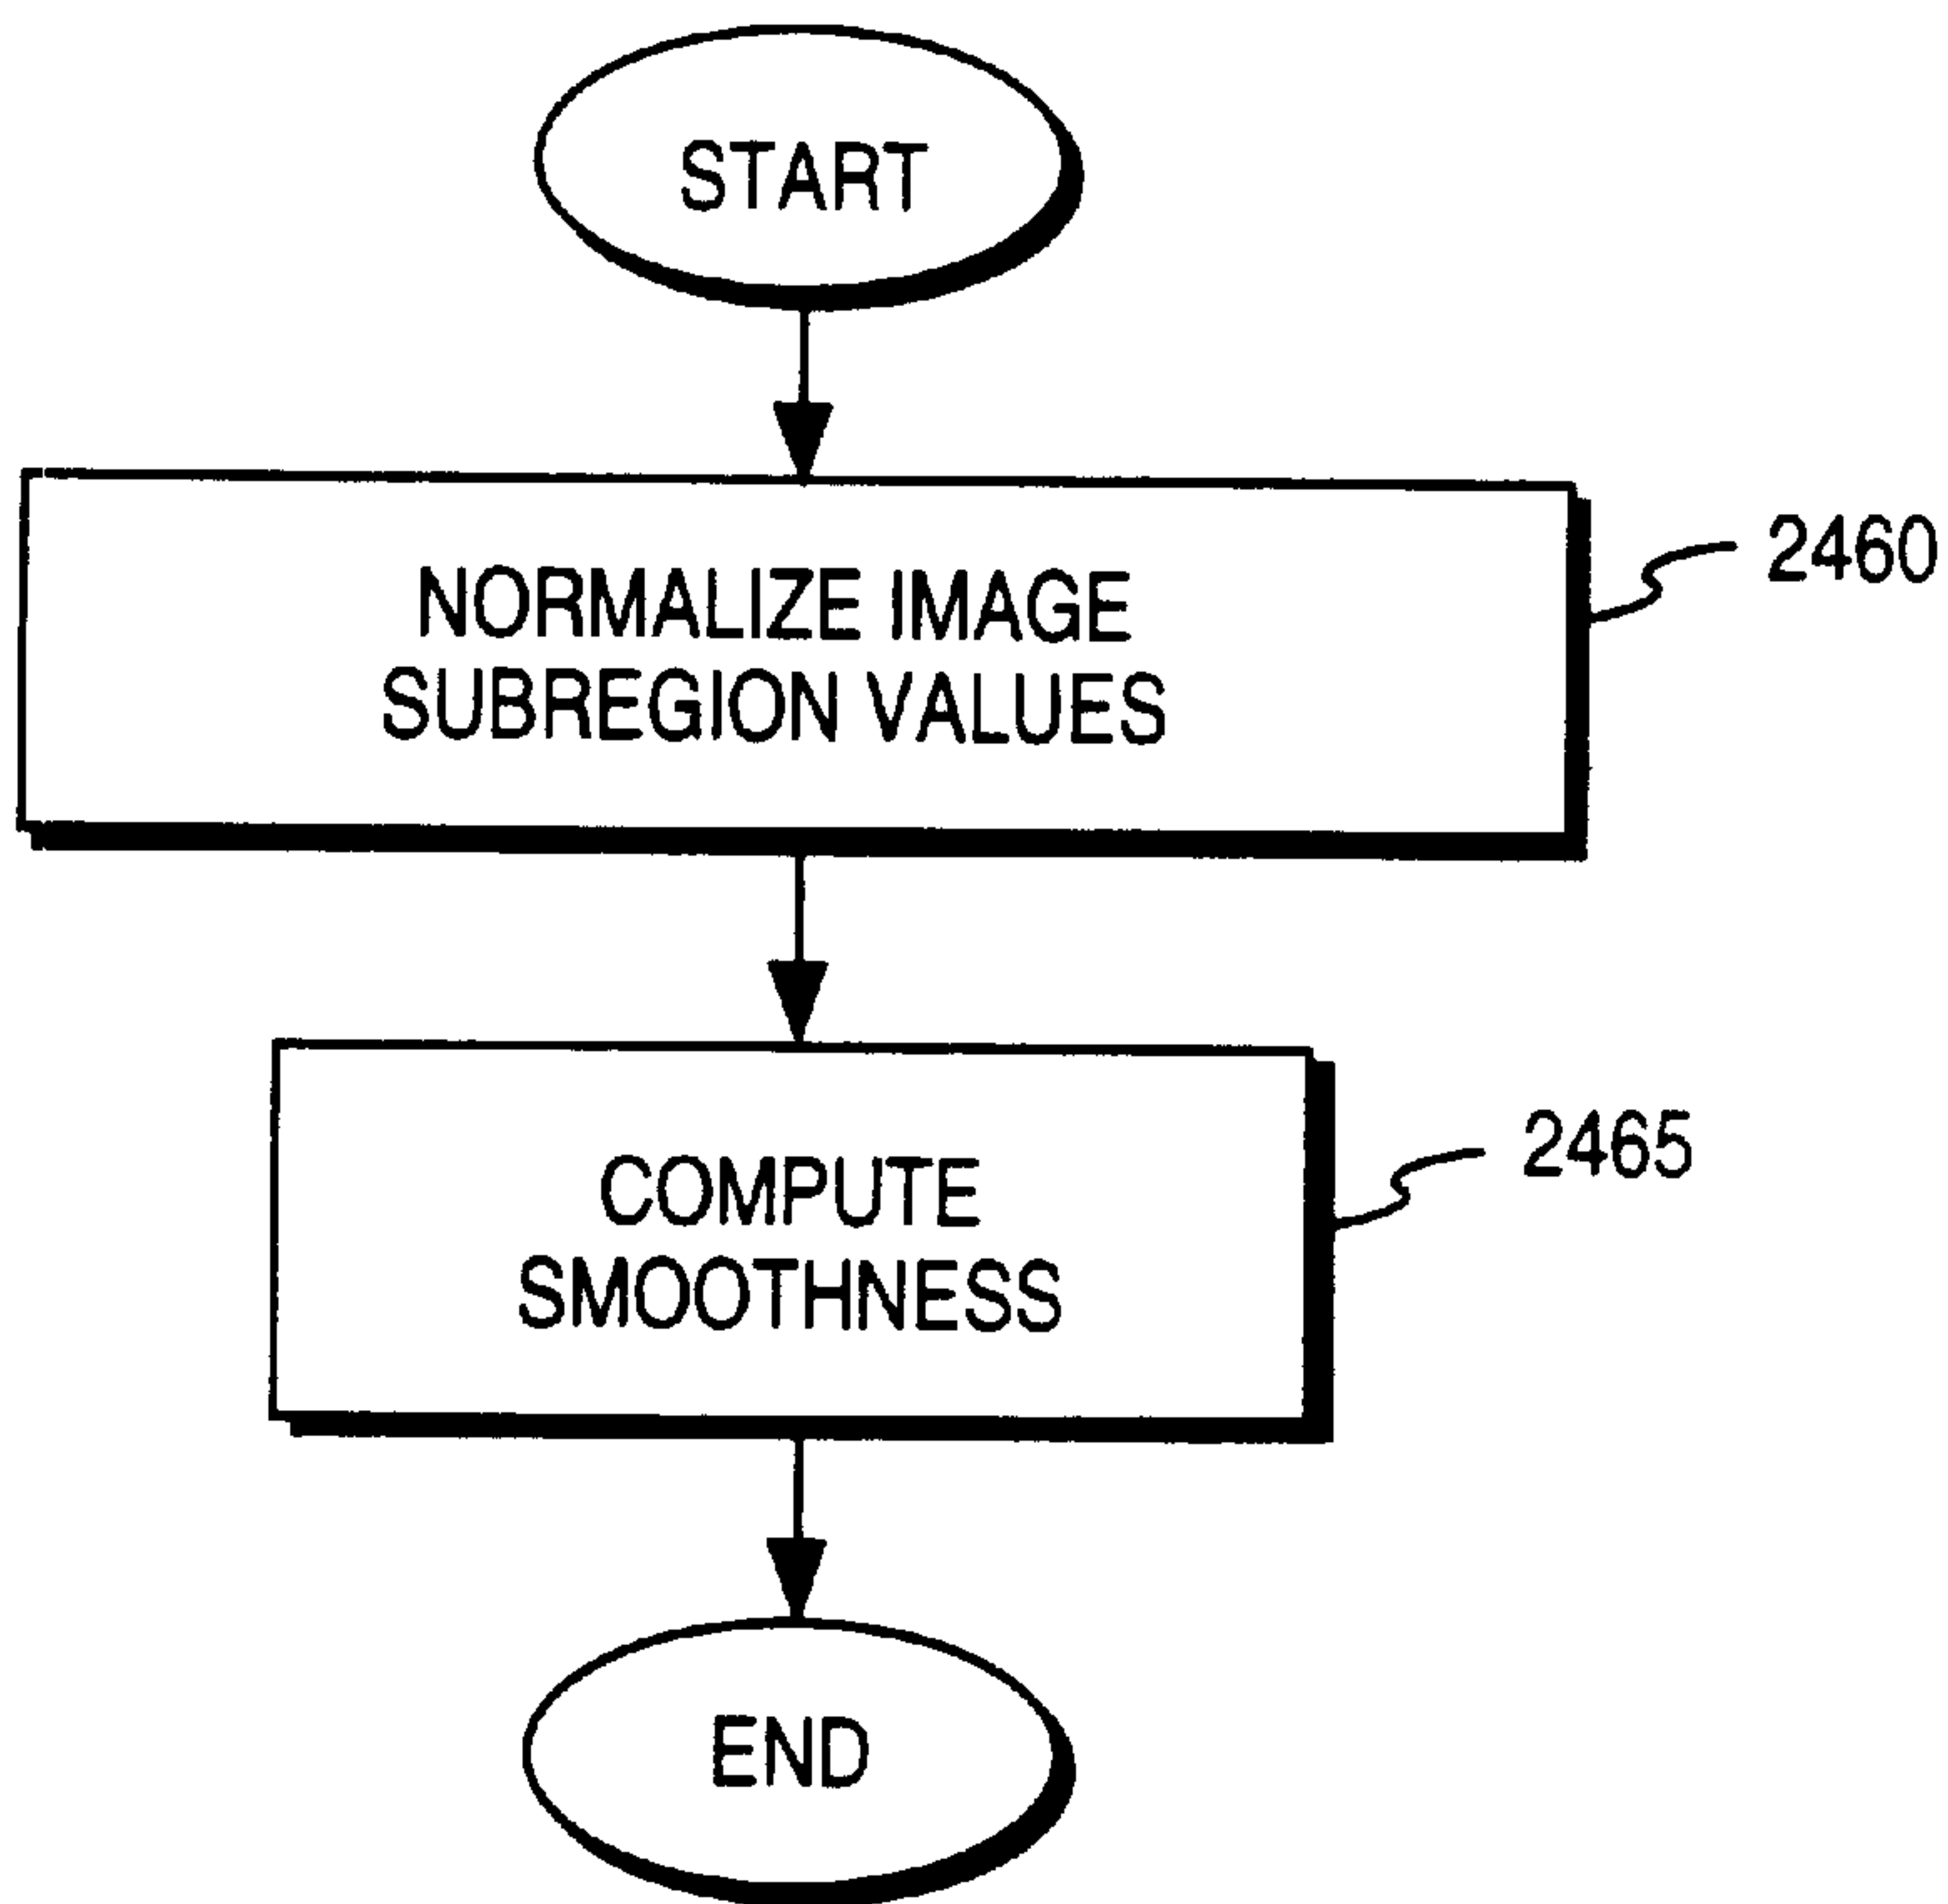 START
NORMALIZE IMAGE
SUBREGION VALUES
2460
COMPUTE
SMOOTHNESS
2465
END